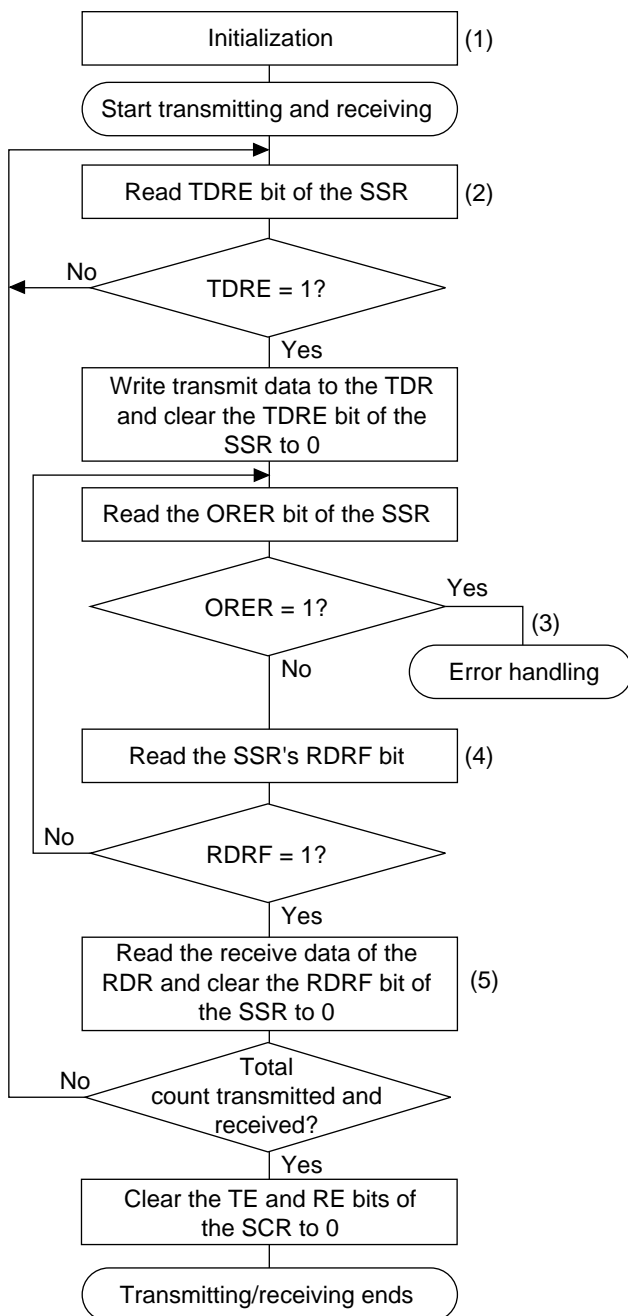 Initialization
(1)
Start transmitting and receiving
Read TDRE bit of the SSR
(2)
No
TDRE = 1?
Yes
Write transmit data to the TDR
and clear the TDRE bit of the
SSR to 0
Read the ORER bit of the SSR
Yes
ORER = 1?
(3)
No
Error handling
Read the SSR's RDRF bit
(4)
No
RDRF = 1?
Yes
Read the receive data of the
RDR and clear the RDRF bit of
the SSR to 0
(5)
Total
No
count transmitted and
received?
Yes
Clear the TE and RE bits of
the SCR to 0
Transmitting/receiving ends